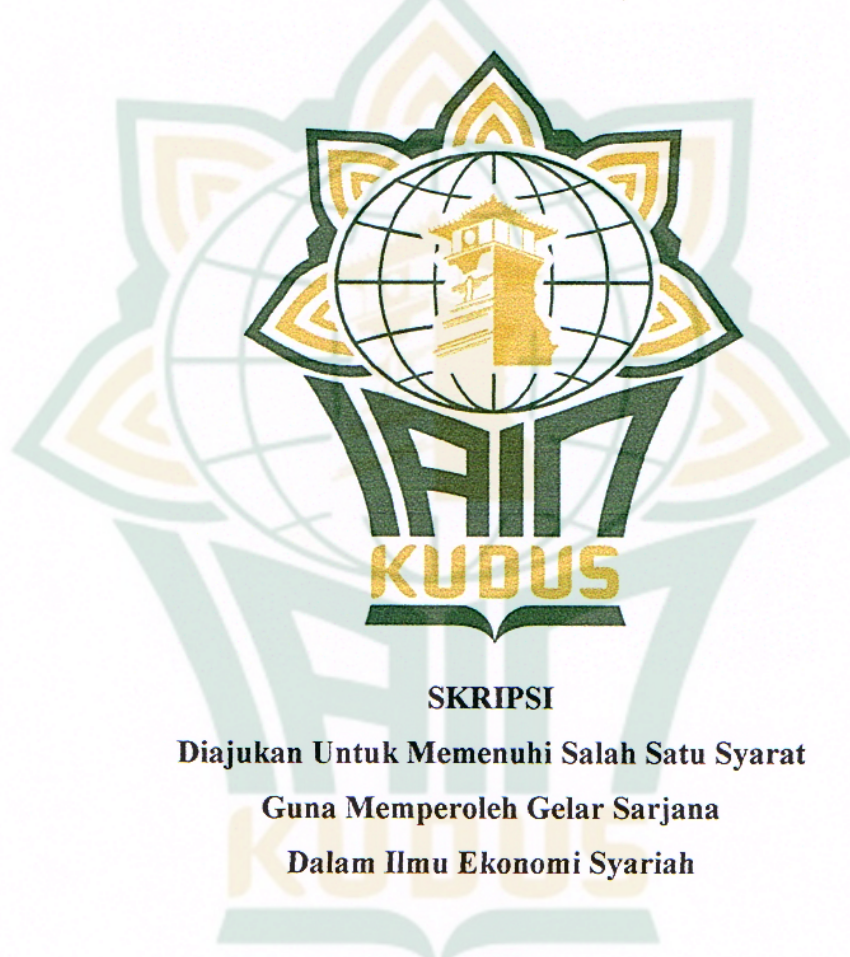 IAIN
KUDUS
SKRIPSI
Diajukan Untuk Memenuhi Salah Satu Syarat
Guna Memperoleh Gelar Sarjana
Dalam Ilmu Ekonomi Syariah